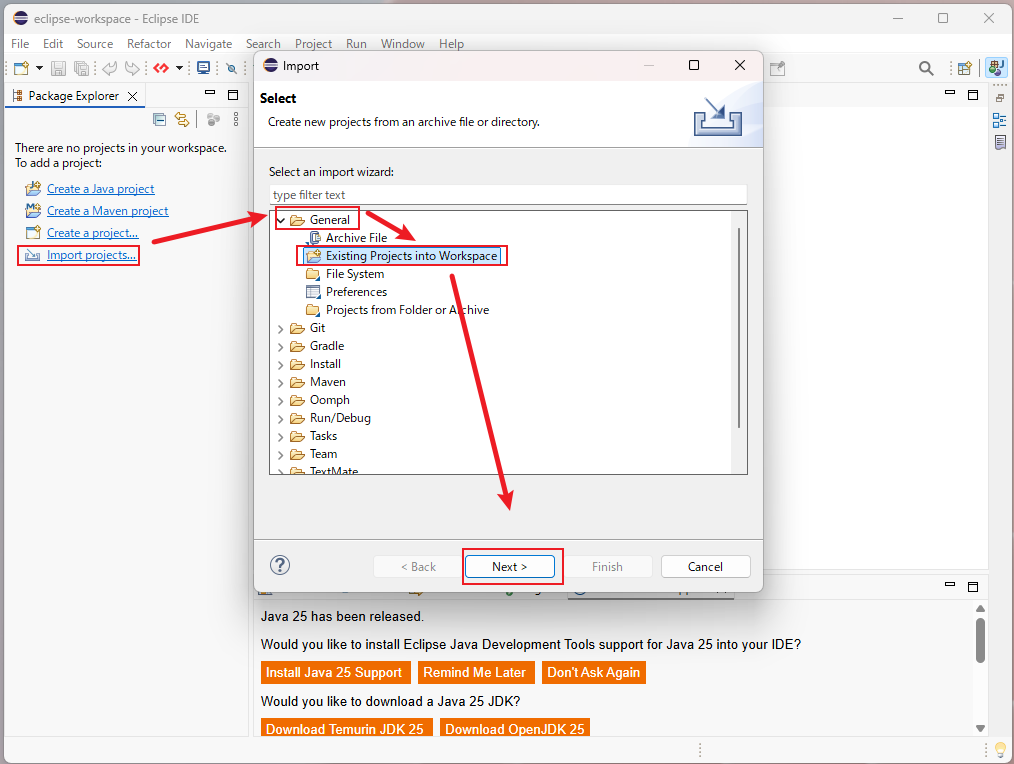 eclipse-workspace - Eclipse IDE
File Edit Source Refactor Navigate Search Project Run Window Help
Package Explorer
There are no projects in your workspace.
To add a project:
Create a Java project
Create a Maven project
Create a project...
Import projects...
Import
Select
Create new projects from an archive file or directory.
Select an import wizard:
type filter text
General
Archive File
Existing Projects into Workspace
File System
Preferences
Projects from Folder or Archive
Git
Gradle
Install
Maven
Oomph
Run/Debug
Tasks
Team
TextMate
< Back Next > Finish Cancel
Java 25 has been released.
Would you like to install Eclipse Java Development Tools support for Java 25 into your IDE?
Install Java 25 Support Remind Me Later Don't Ask Again
Would you like to download a Java 25 JDK?
Download Temurin JDK 25 Download OpenJDK 25